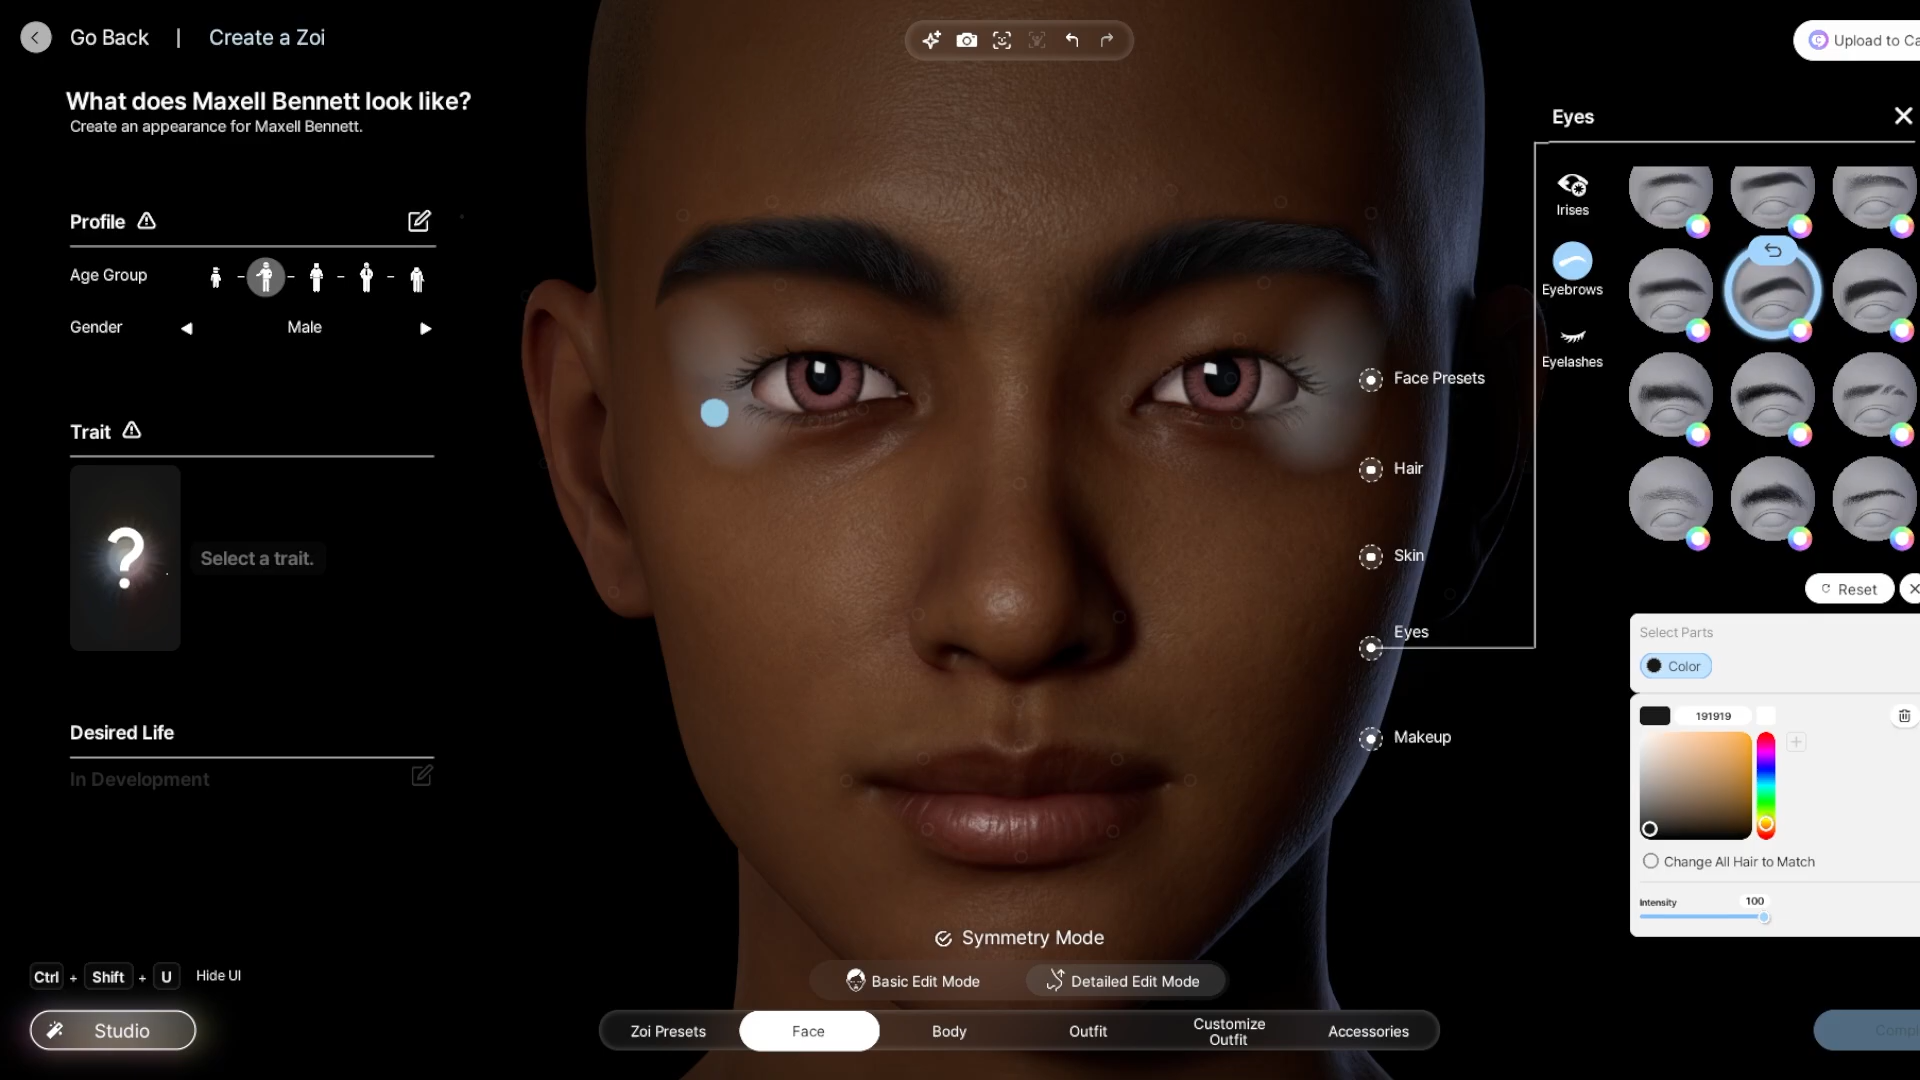 Go Back | Create a Zoi
Upload to Ca
What does Maxell Bennett look like?
Create an appearance for Maxell Bennett.
Profile
Age Group
Gender
Male
Trait
?
Select a trait.
Desired Life
In Development
Ctrl + Shift + U Hide UI
Studio
Face Presets
Hair
Skin
Eyes
Makeup
Eyes
Irises
Eyebrows
Eyelashes
Reset
Select Parts
Color
191919
Change All Hair to Match
Intensity
100
Symmetry Mode
Basic Edit Mode
Detailed Edit Mode
Zoi Presets
Face
Body
Outfit
Customize
Outfit
Accessories
Compl